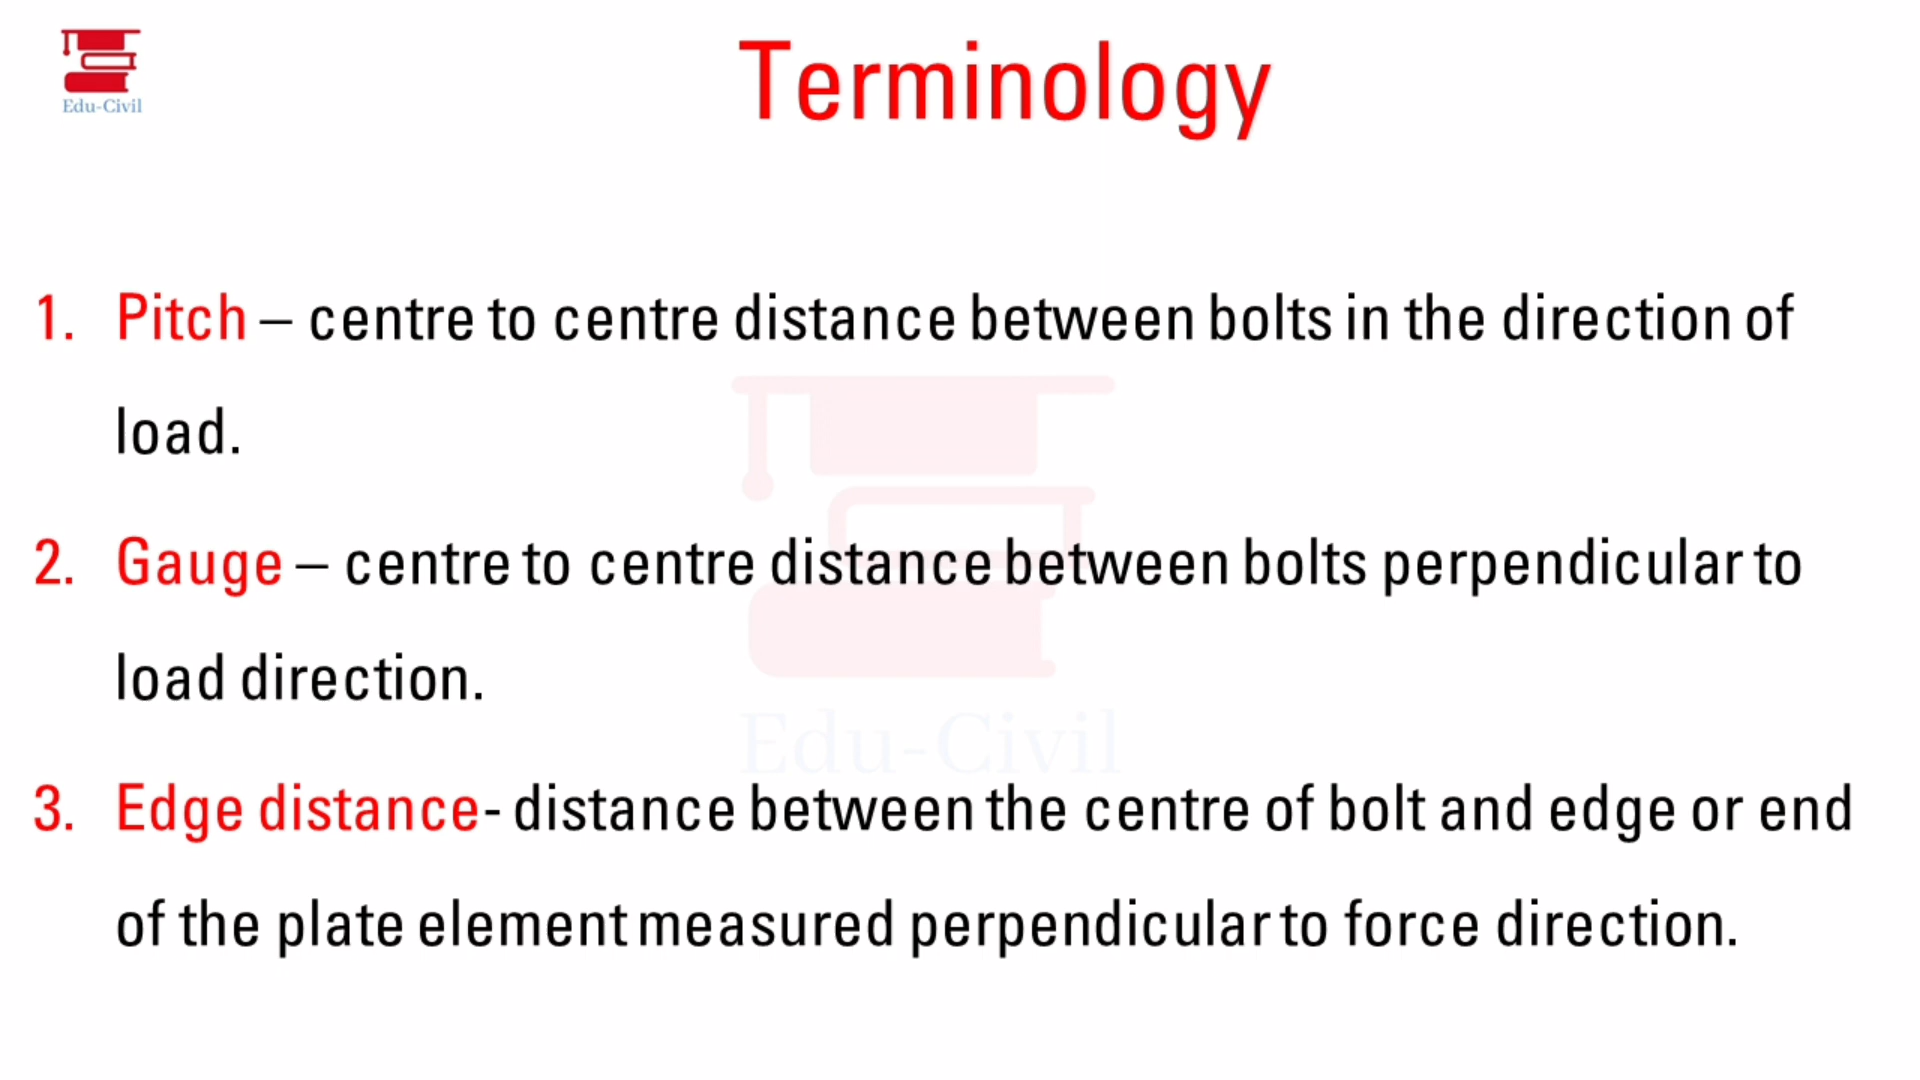 Edu-Civil
Terminology
1. Pitch – centre to centre distance between bolts in the direction of
load.
2. Gauge – centre to centre distance between bolts perpendicular to
load direction.
Edu-Civil
3. Edge distance- distance between the centre of bolt and edge or end
of the plate element measured perpendicular to force direction.